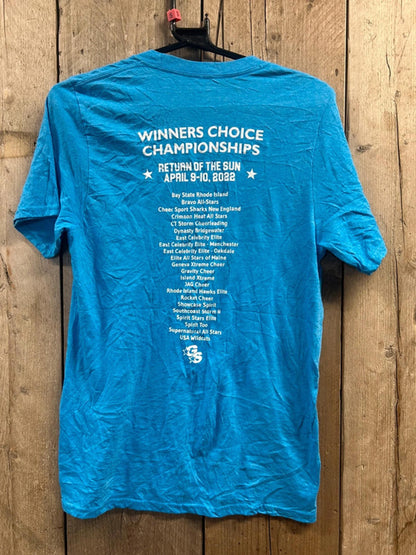 WINNERS CHOICE
CHAMPIONSHIPS
RETURN OF THE SUN
APRIL 9-10, 2022
Bay State Rhode Island
Bravo All-Stars
Cheer Sport Sharks New England
Crimson Heat All Stars
CT Storm Cheerleading
Dynasty Bridgewater
East Celebrity Elite
East Celebrity Elite - Manchester
East Celebrity Elite - Oakdale
Elite All Stars of Maine
Geneva Xtreme Cheer
Gravity Cheer
Island Xtreme
JAG Cheer
Rhode Island Hawks Elite
Rocket Cheer
Showcase Spirit
Southcoast Storm
Spirit Stars Elite
Spirit Too
Supernatural All Stars
USA Wildcats
GS